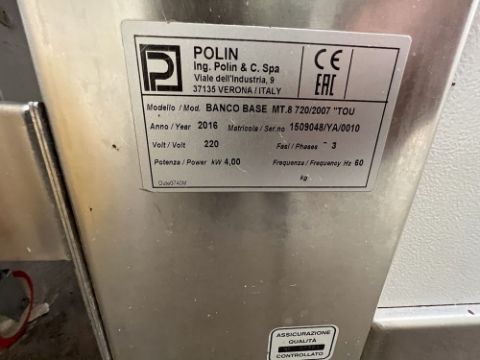 POLIN
Ing. Polin & C. Spa
Viale dell'Industria, 9
37135 VERONA / ITALY
CE
EAC
Modello / Mod. BANCO BASE MT.8 720/2007 "TOU
Anno / Year 2016 Matricola / Ser.no 1509048/YA/0010
Volt / Volt 220 Fasi / Phases ~ 3
Potenza / Power kW 4,00 Frequenza / Frequency Hz 60
kg
ASSICURAZIONE
QUALITÀ
CONTROLLATO